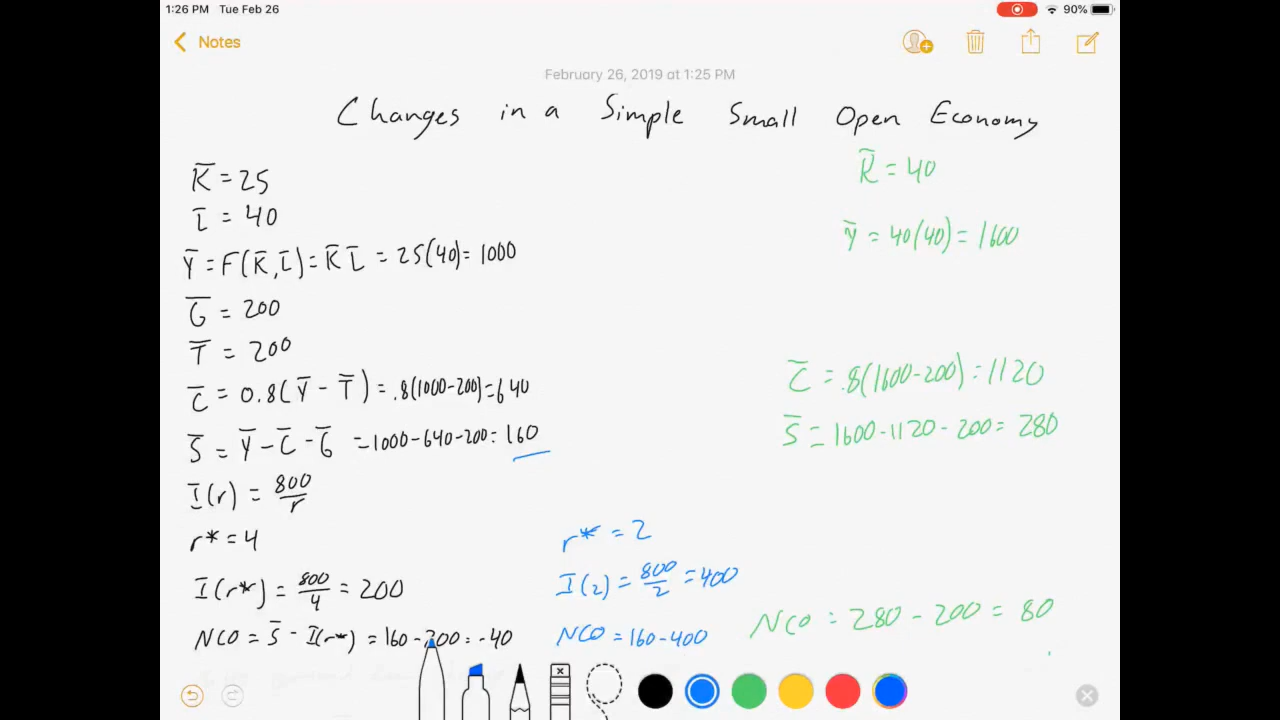 1:26 PM Tue Feb 26
90%
Notes
February 26, 2019 at 1:25 PM
Changes in a Simple Small Open Economy
K̄ = 25
L̄ = 40
Ȳ = F(K̄, L̄) = K̄ L̄ = 25(40) = 1000
Ḡ = 200
T̄ = 200
C̄ = 0.8(Ȳ - T̄) = .8(1000-200) = 640
S̄ = Ȳ - C̄ - Ḡ = 1000-640-200 = 160
I(r) = 800/r
r* = 4
I(r*) = 800/4 = 200
NCO = S̄ - I(r*) = 160-200 = -40
r* = 2
I(2) = 800/2 = 400
NCO = 160-400
K̄ = 40
Ȳ = 40(40) = 1600
C̄ = .8(1600-200) = 1120
S̄ = 1600-1120-200 = 280
NCO = 280-200 = 80